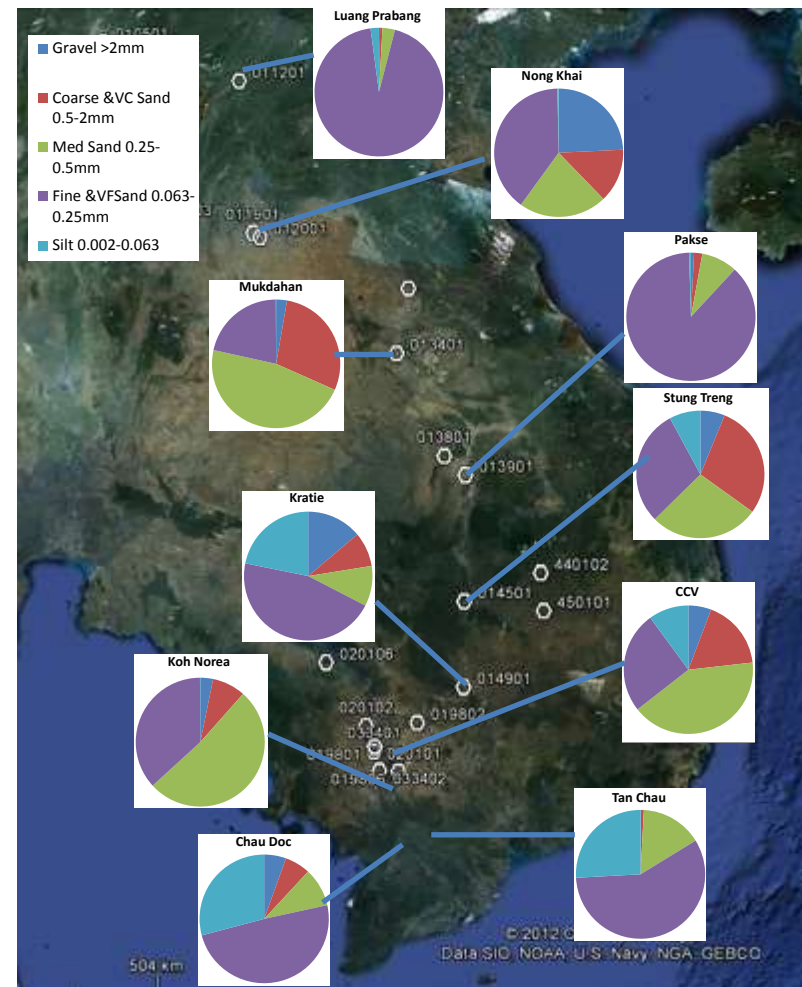 Luang Prabang
Gravel >2mm
Coarse &VC Sand
0.5-2mm
Med Sand 0.25-
0.5mm
Fine &VFSand 0.063-
0.25mm
Silt 0.002-0.063
011201
Nong Khai
011901
012001
Pakse
Mukdahan
013401
Stung Treng
013801
013901
Kratie
440102
014501
450101
CCV
020106
Koh Norea
014901
020102
019802
033401
019801
020101
033402
Tan Chau
Chau Doc
© 2012
Data SIO, NOAA, U.S. Navy, NGA, GEBCO
504 km